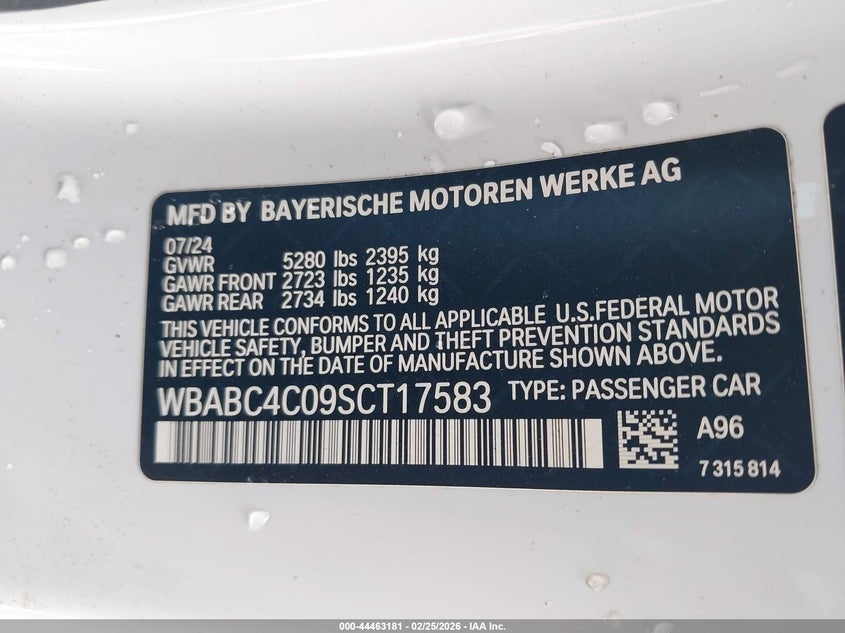 MFD BY BAYERISCHE MOTOREN WERKE AG
07/24
GVWR 5280 lbs 2395 kg
GAWR FRONT 2723 lbs 1235 kg
GAWR REAR 2734 lbs 1240 kg
THIS VEHICLE CONFORMS TO ALL APPLICABLE U.S.FEDERAL MOTOR
VEHICLE SAFETY, BUMPER AND THEFT PREVENTION STANDARDS
IN EFFECT ON THE DATE OF MANUFACTURE SHOWN ABOVE.
WBABC4C09SCT17583 TYPE: PASSENGER CAR
A96
7 315 814
000-44463181 - 02/25/2026 - IAA Inc.